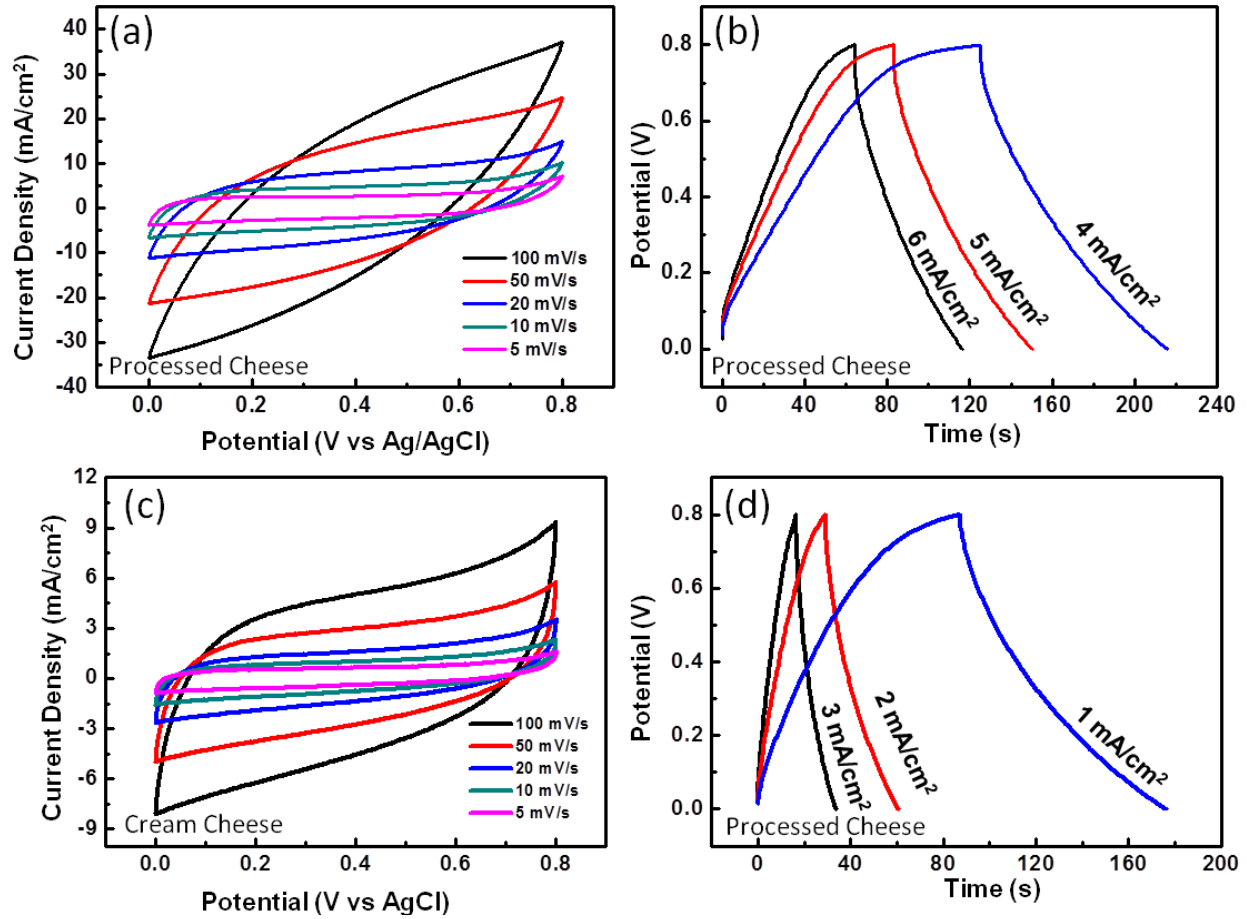 (a)
40
30
20
10
0
-10
-20
-30
-40
Current Density (mA/cm²)
100 mV/s
50 mV/s
20 mV/s
10 mV/s
5 mV/s
Processed Cheese
0.0 0.2 0.4 0.6 0.8
Potential (V vs Ag/AgCl)
(b)
0.8
0.6
0.4
0.2
0.0
Potential (V)
6 mA/cm²
5 mA/cm²
4 mA/cm²
Processed Cheese
0 40 80 120 160 200 240
Time (s)
(c)
12
9
6
3
0
-3
-6
-9
Current Density (mA/cm²)
100 mV/s
50 mV/s
20 mV/s
10 mV/s
5 mV/s
Cream Cheese
0.0 0.2 0.4 0.6 0.8
Potential (V vs AgCl)
(d)
0.8
0.6
0.4
0.2
0.0
Potential (V)
3 mA/cm²
2 mA/cm²
1 mA/cm²
Processed Cheese
0 40 80 120 160 200
Time (s)